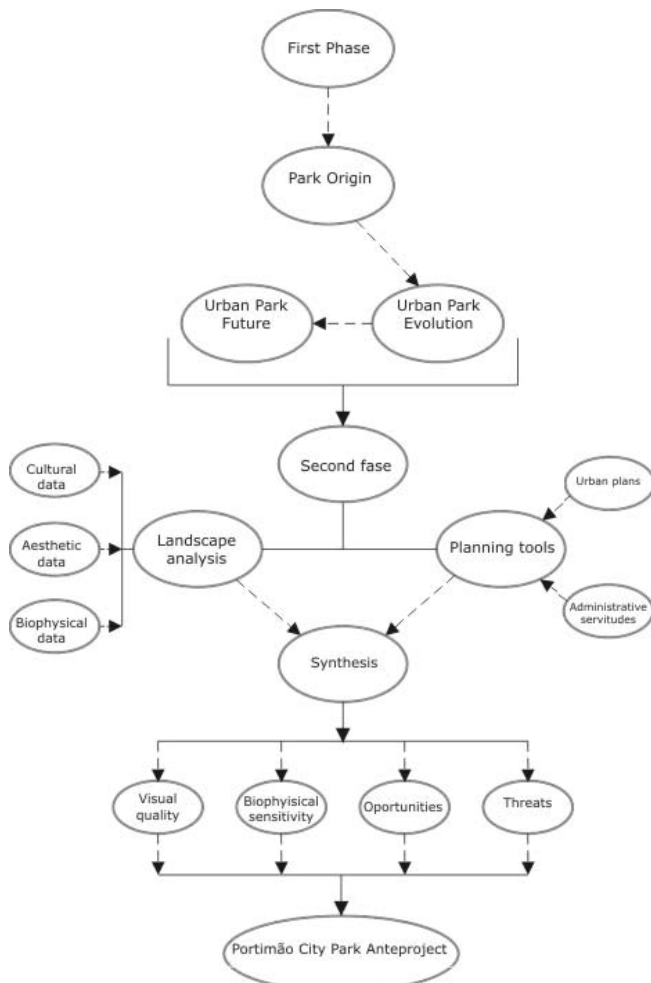 First Phase
Park Origin
Urban Park
Future
Urban Park
Evolution
Second fase
Cultural
data
Aesthetic
data
Biophysical
data
Landscape
analysis
Planning tools
Urban plans
Administrative
servitudes
Synthesis
Visual
quality
Biophyisical
sensitivity
Oportunities
Threats
Portimão City Park Anteproject